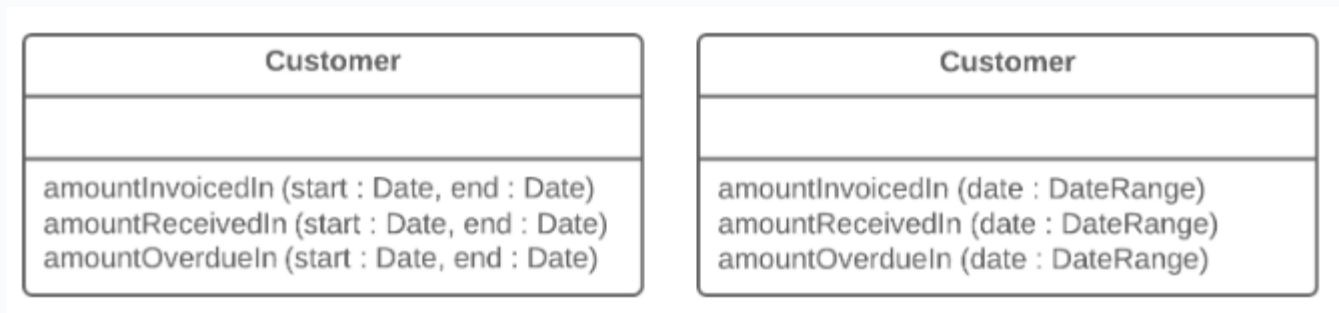 Customer
amountInvoicedIn (start : Date, end : Date)
amountReceivedIn (start : Date, end : Date)
amountOverdueIn (start : Date, end : Date)
Customer
amountInvoicedIn (date : DateRange)
amountReceivedIn (date : DateRange)
amountOverdueIn (date : DateRange)